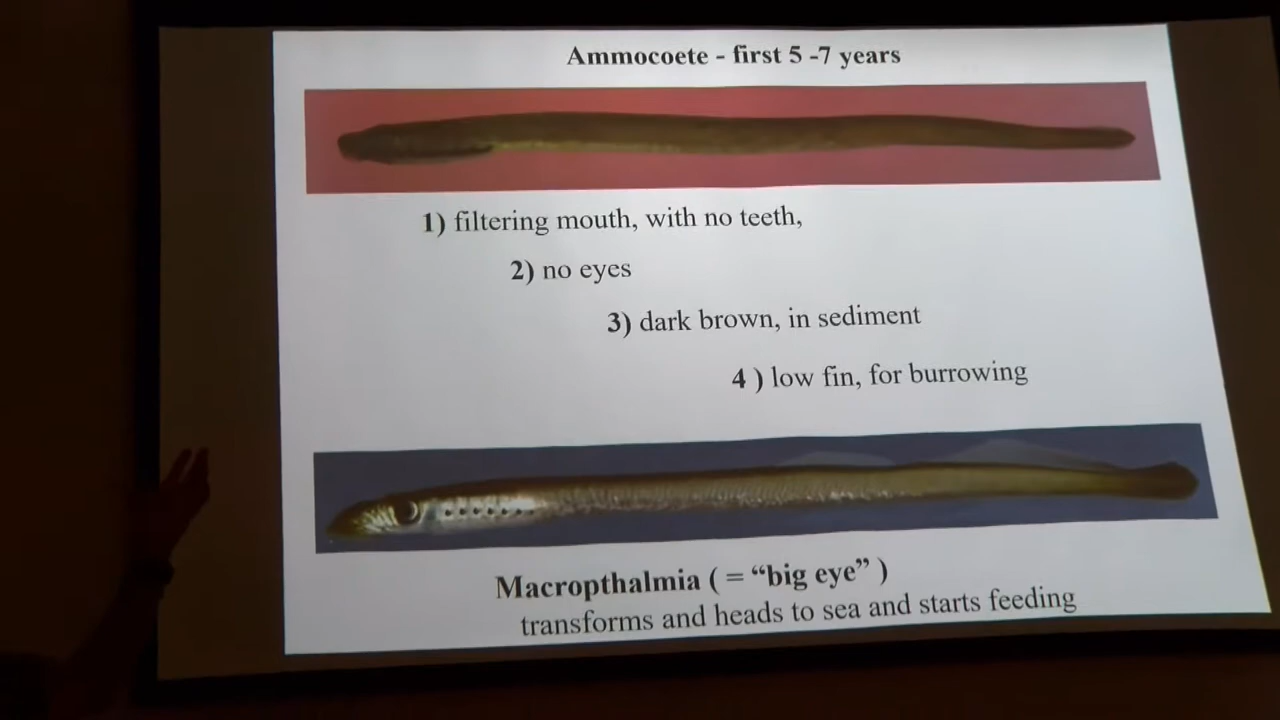 Ammocoete - first 5 -7 years
1) filtering mouth, with no teeth,
2) no eyes
3) dark brown, in sediment
4 ) low fin, for burrowing
Macropthalmia ( = “big eye” )
transforms and heads to sea and starts feeding